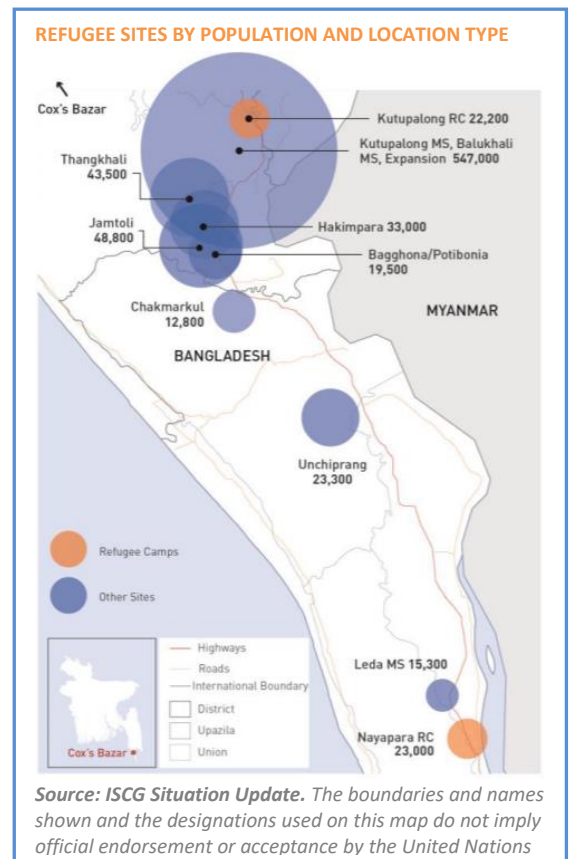 REFUGEE SITES BY POPULATION AND LOCATION TYPE
Cox's Bazar
Kutupalong RC 22,200
Kutupalong MS, Balukhali
MS, Expansion 547,000
Thangkhali
43,500
Hakimpara 33,000
Jamtoli
48,800
Bagghona/Potibonia
19,500
Chakmarkul
12,800
MYANMAR
BANGLADESH
Unchiprang
23,300
Refugee Camps
Other Sites
Highways
Roads
International Boundary
District
Upazila
Union
Cox's Bazar
Leda MS 15,300
Nayapara RC
23,000
Source: ISCG Situation Update. The boundaries and names
shown and the designations used on this map do not imply
official endorsement or acceptance by the United Nations